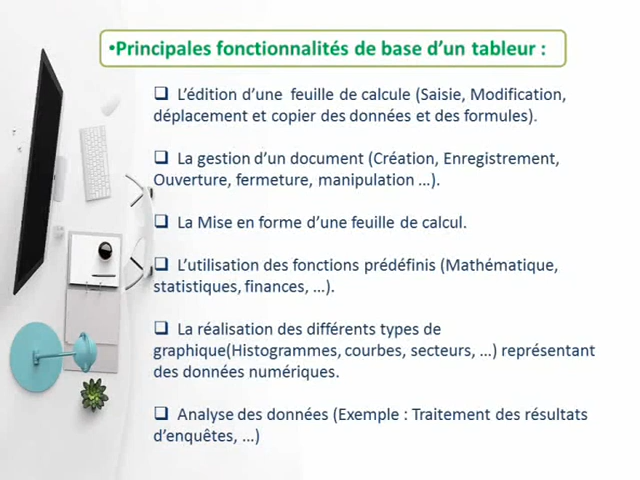 •Principales fonctionnalités de base d'un tableur :
❑ L'édition d'une feuille de calcule (Saisie, Modification,
déplacement et copier des données et des formules).
❑ La gestion d'un document (Création, Enregistrement,
Ouverture, fermeture, manipulation …).
❑ La Mise en forme d'une feuille de calcul.
❑ L'utilisation des fonctions prédéfinis (Mathématique,
statistiques, finances, …).
❑ La réalisation des différents types de
graphique(Histogrammes, courbes, secteurs, …) représentant
des données numériques.
❑ Analyse des données (Exemple : Traitement des résultats
d'enquêtes, …)